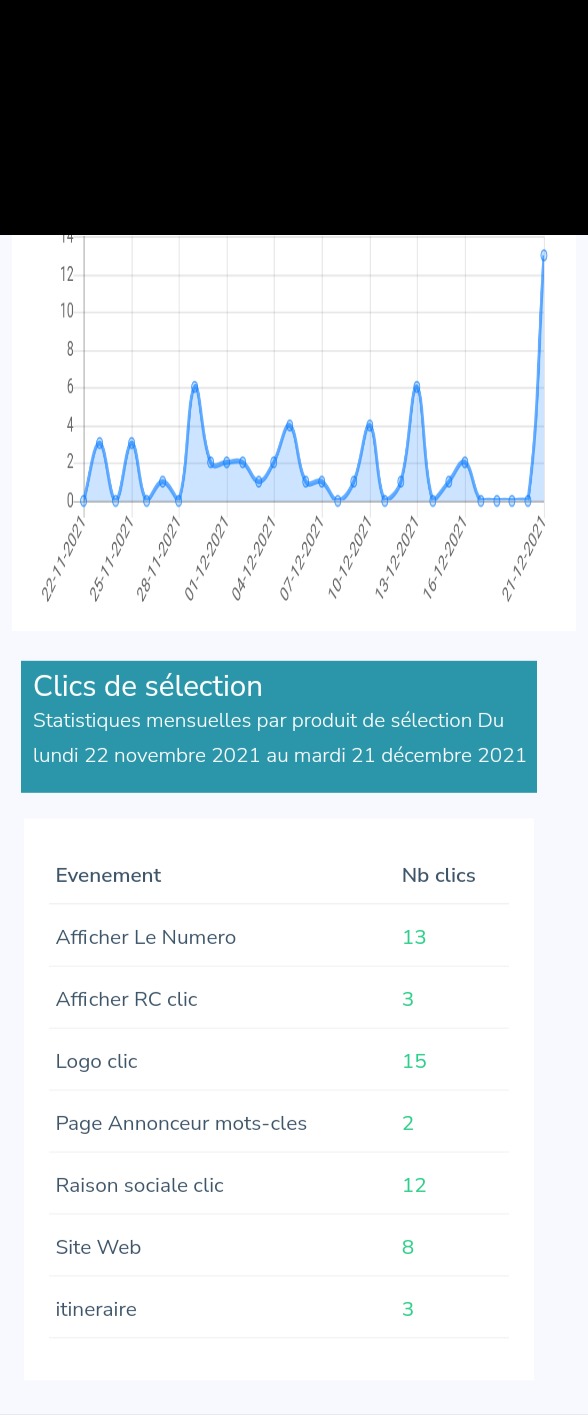 14
12
10
8
6
4
2
0
22-11-2021
25-11-2021
28-11-2021
01-12-2021
04-12-2021
07-12-2021
10-12-2021
13-12-2021
16-12-2021
21-12-2021
Clics de sélection
Statistiques mensuelles par produit de sélection Du
lundi 22 novembre 2021 au mardi 21 décembre 2021
Evenement Nb clics
Afficher Le Numero 13
Afficher RC clic 3
Logo clic 15
Page Annonceur mots-cles 2
Raison sociale clic 12
Site Web 8
itineraire 3